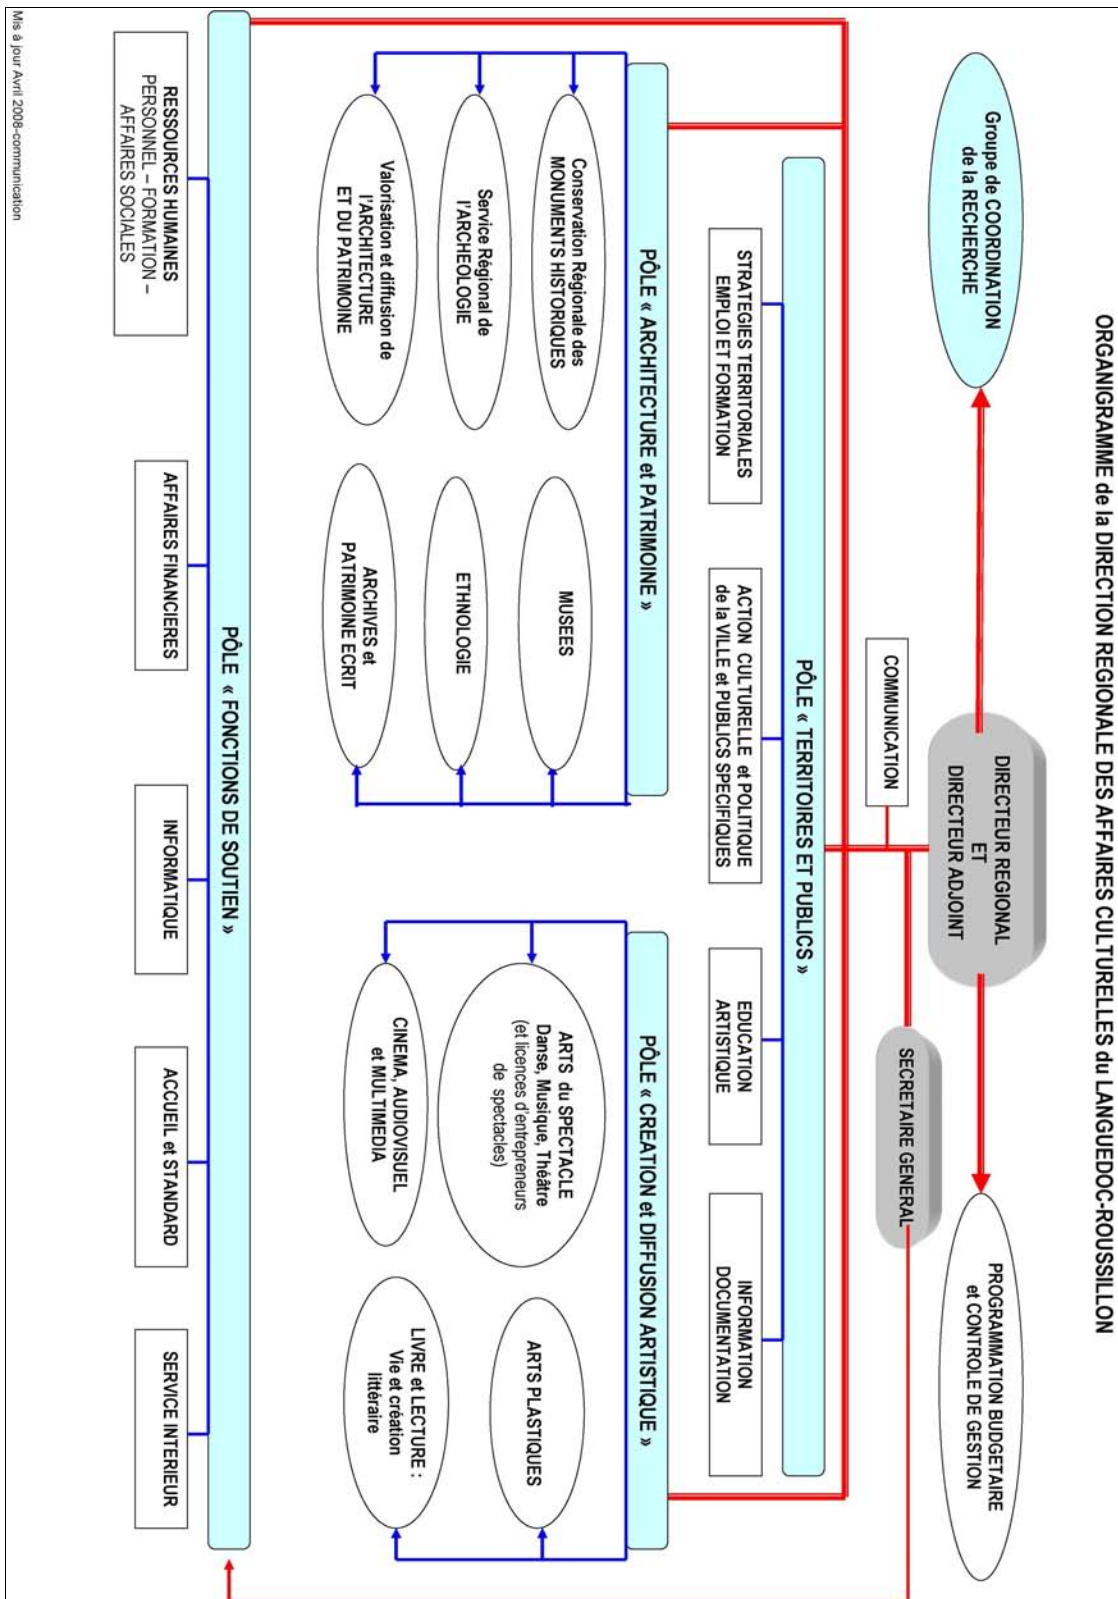 ORGANIGRAMME de la DIRECTION REGIONALE DES AFFAIRES CULTURELLES du LANGUEDOC-ROUSSILLON
Groupe de COORDINATION
de la RECHERCHE
DIRECTEUR REGIONAL
ET
DIRECTEUR ADJOINT
PROGRAMMATION BUDGETAIRE
et CONTROLE DE GESTION
SECRETAIRE GENERAL
COMMUNICATION
PÔLE « TERRITOIRES ET PUBLICS »
STRATEGIES TERRITORIALES
EMPLOI ET FORMATION
ACTION CULTURELLE et POLITIQUE
de la VILLE et PUBLICS SPECIFIQUES
EDUCATION
ARTISTIQUE
INFORMATION
DOCUMENTATION
PÔLE « ARCHITECTURE et PATRIMOINE »
Conservation Régionale des
MONUMENTS HISTORIQUES
Service Régional de
l'ARCHEOLOGIE
Valorisation et diffusion de
l'ARCHITECTURE
ET DU PATRIMOINE
MUSEES
ETHNOLOGIE
ARCHIVES et
PATRIMOINE ECRIT
PÔLE « CREATION et DIFFUSION ARTISTIQUE »
ARTS du SPECTACLE
Danse, Musique, Théâtre
(et licences d'entrepreneurs
de spectacles)
CINEMA, AUDIOVISUEL
et MULTIMEDIA
ARTS PLASTIQUES
LIVRE et LECTURE :
Vie et création
littéraire
PÔLE « FONCTIONS DE SOUTIEN »
RESSOURCES HUMAINES
PERSONNEL – FORMATION –
AFFAIRES SOCIALES
AFFAIRES FINANCIERES
INFORMATIQUE
ACCUEIL et STANDARD
SERVICE INTERIEUR
Mis à jour Avril 2008-communication